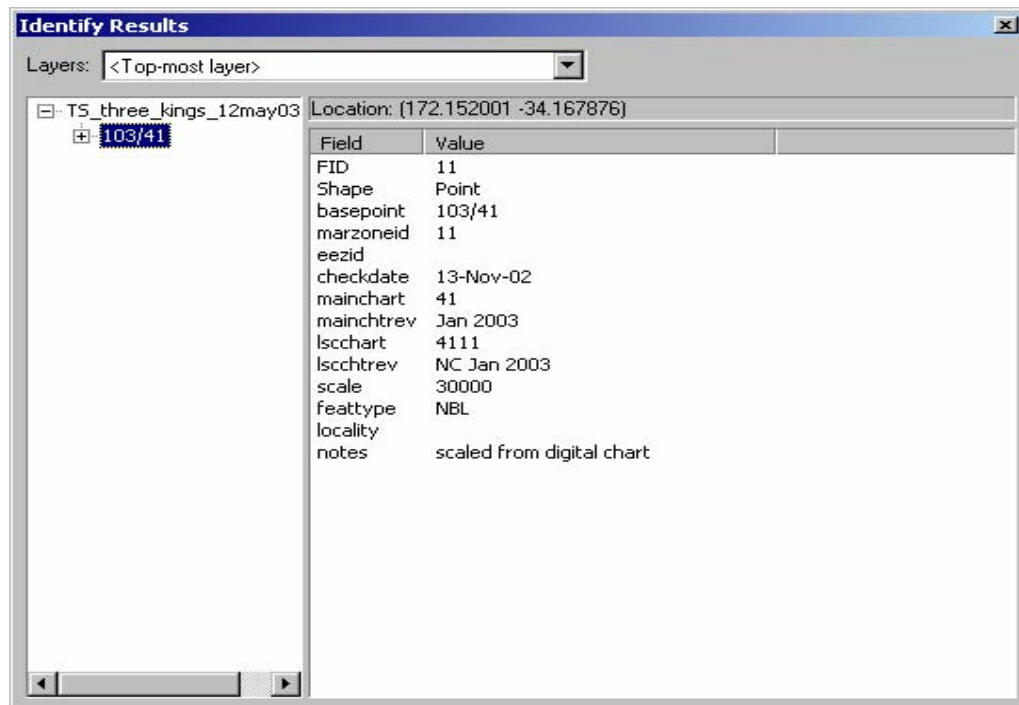 Identify Results
Layers: <Top-most layer>
TS_three_kings_12may03
103/41
Location: (172.152001 -34.167876)
Field Value
FID 11
Shape Point
basepoint 103/41
marzoneid 11
eezid
checkdate 13-Nov-02
mainchart 41
mainchtrev Jan 2003
lscchart 4111
lscchtrev NC Jan 2003
scale 30000
feattype NBL
locality
notes scaled from digital chart